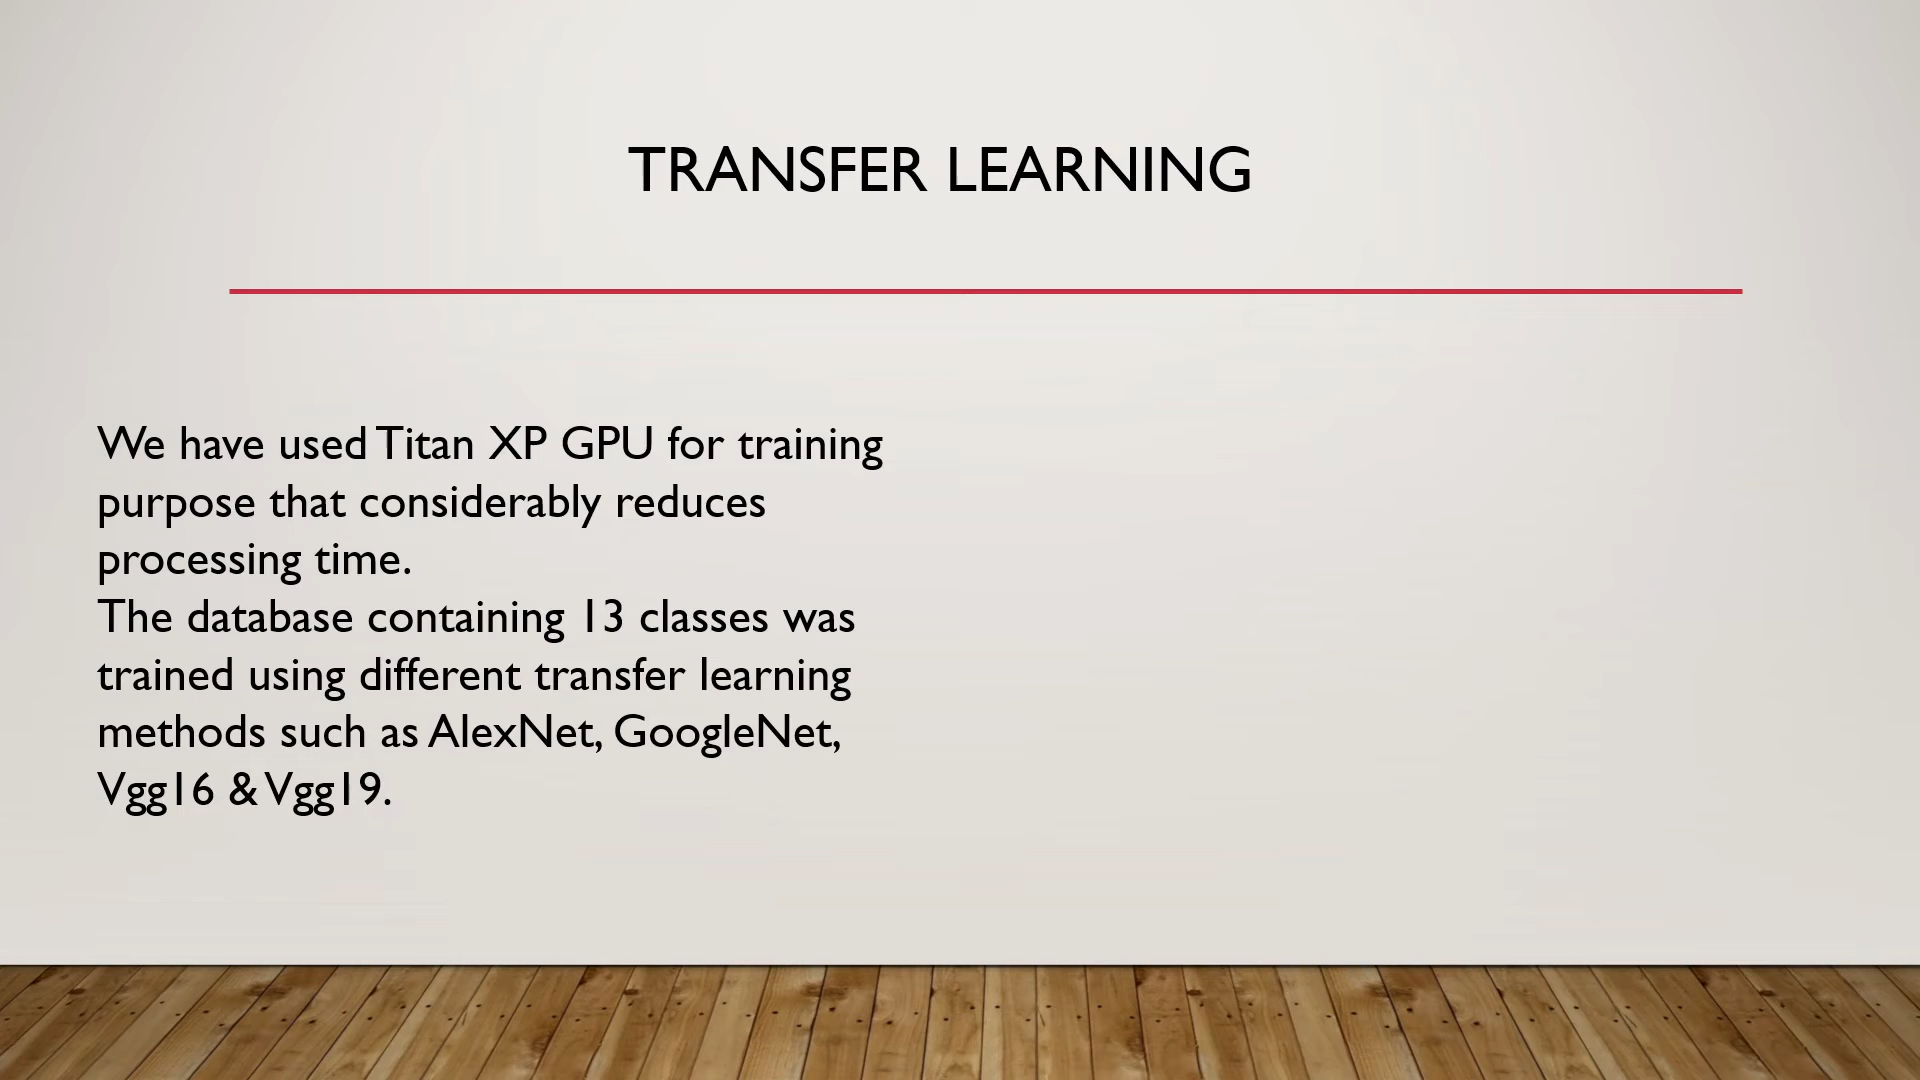 TRANSFER LEARNING
We have used Titan XP GPU for training
purpose that considerably reduces
processing time.
The database containing 13 classes was
trained using different transfer learning
methods such as AlexNet, GoogleNet,
Vgg16 & Vgg19.